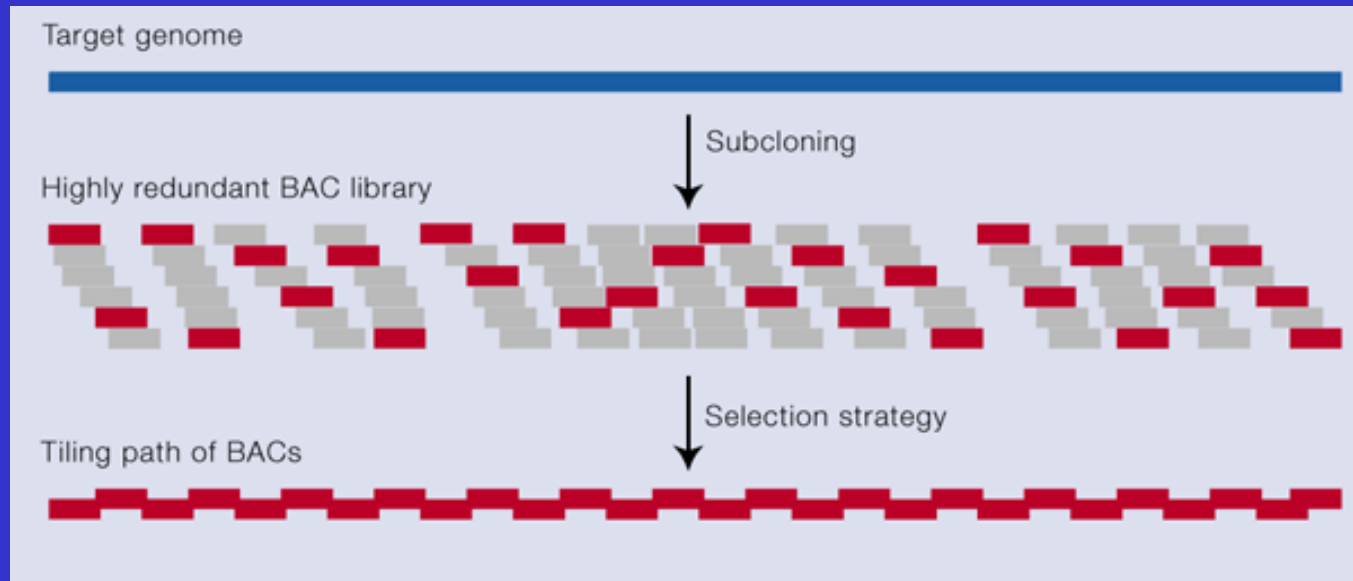 Target genome
Subcloning
Highly redundant BAC library
Selection strategy
Tiling path of BACs